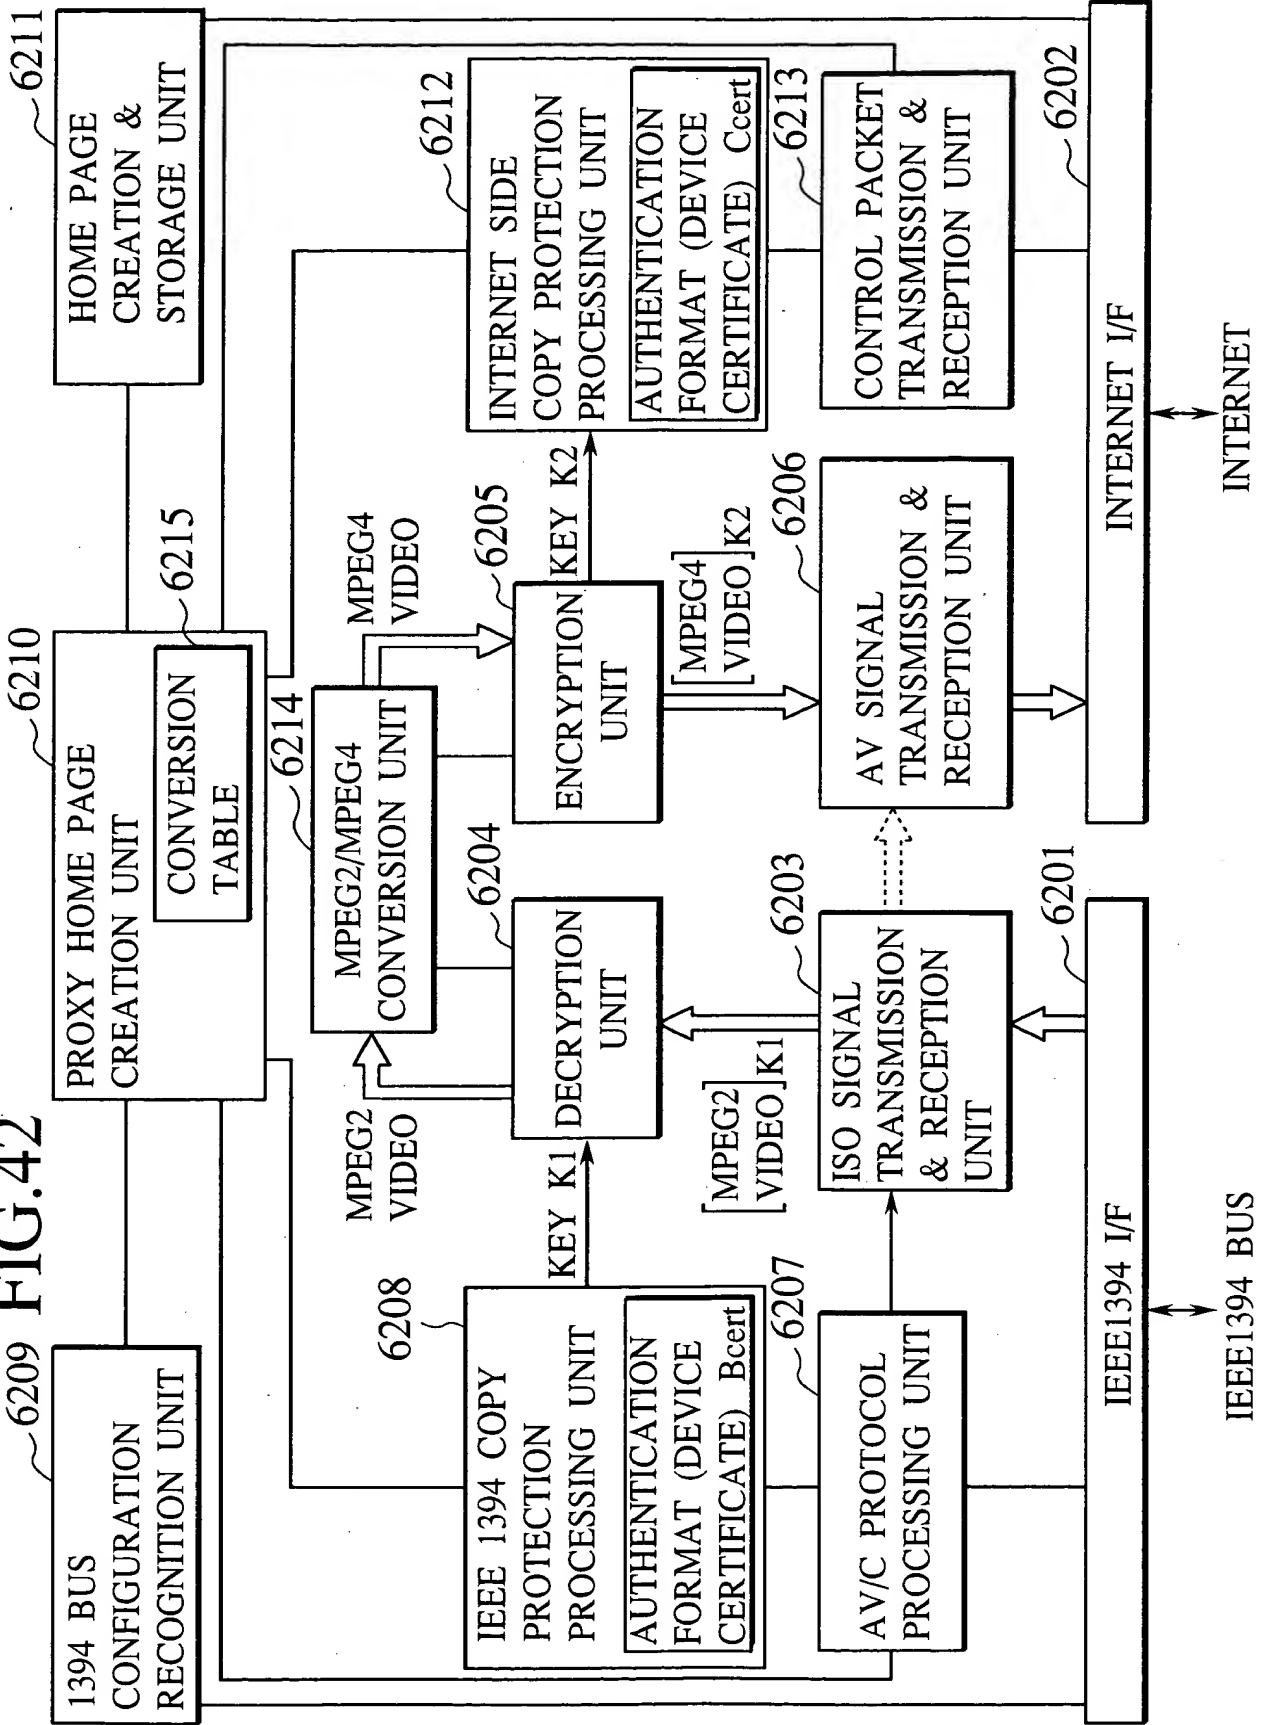 FIG.42
6209
1394 BUS
CONFIGURATION
RECOGNITION UNIT
6210
PROXY HOME PAGE
CREATION UNIT
CONVERSION
TABLE
6215
6211
HOME PAGE
CREATION &
STORAGE UNIT
6214
MPEG2/MPEG4
CONVERSION UNIT
MPEG2
VIDEO
MPEG4
VIDEO
6208
IEEE 1394 COPY
PROTECTION
PROCESSING UNIT
AUTHENTICATION
FORMAT (DEVICE
CERTIFICATE) Bcert
KEY K1
6204
DECRYPTION
UNIT
6205
ENCRYPTION
UNIT
KEY K2
6212
INTERNET SIDE
COPY PROTECTION
PROCESSING UNIT
AUTHENTICATION
FORMAT (DEVICE
CERTIFICATE) Ccert
[MPEG2
VIDEO]K1
[MPEG4
VIDEO]K2
6207
AV/C PROTOCOL
PROCESSING UNIT
6203
ISO SIGNAL
TRANSMISSION
& RECEPTION
UNIT
6206
AV SIGNAL
TRANSMISSION &
RECEPTION UNIT
6213
CONTROL PACKET
TRANSMISSION &
RECEPTION UNIT
6201
IEEE1394 I/F
6202
INTERNET I/F
IEEE1394 BUS
INTERNET